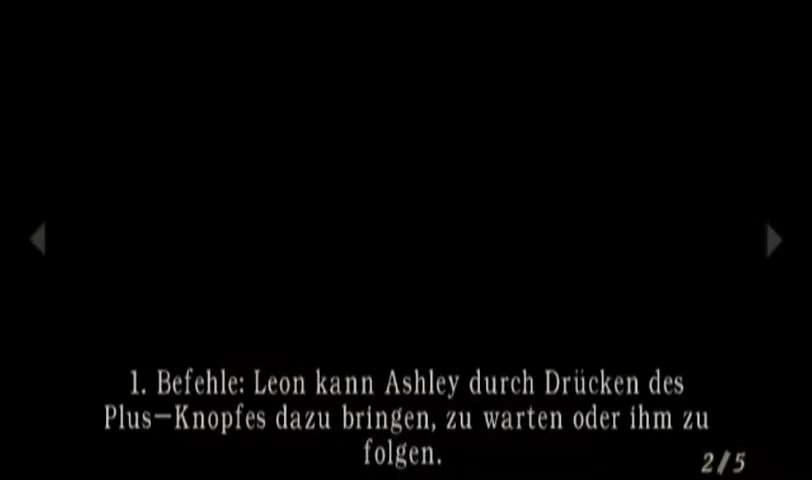 1. Befehle: Leon kann Ashley durch Drücken des
Plus-Knopfes dazu bringen, zu warten oder ihm zu
folgen.
2/5